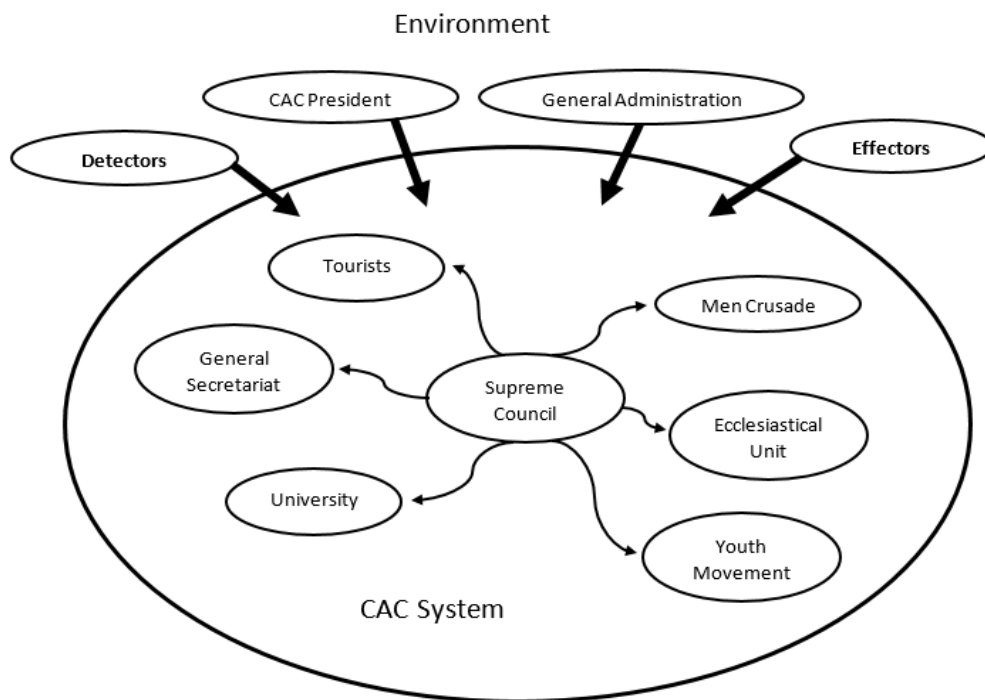 Environment
CAC President
General Administration
Detectors
Effectors
Tourists
Men Crusade
General
Secretariat
Supreme
Council
Ecclesiastical
Unit
University
Youth
Movement
CAC System